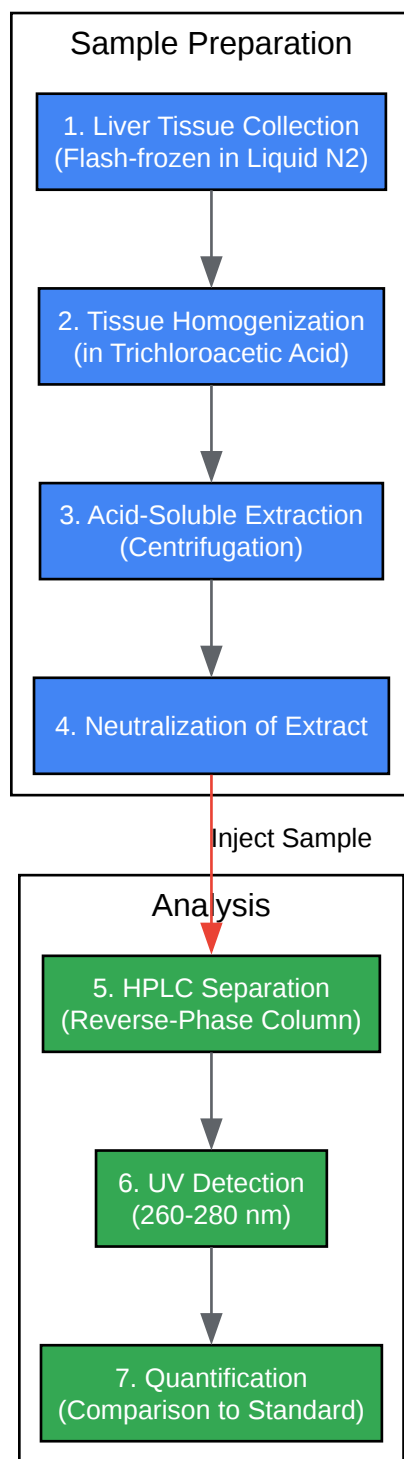 Sample Preparation
1. Liver Tissue Collection
(Flash-frozen in Liquid N2)
2. Tissue Homogenization
(in Trichloroacetic Acid)
3. Acid-Soluble Extraction
(Centrifugation)
4. Neutralization of Extract
Inject Sample
Analysis
5. HPLC Separation
(Reverse-Phase Column)
6. UV Detection
(260-280 nm)
7. Quantification
(Comparison to Standard)